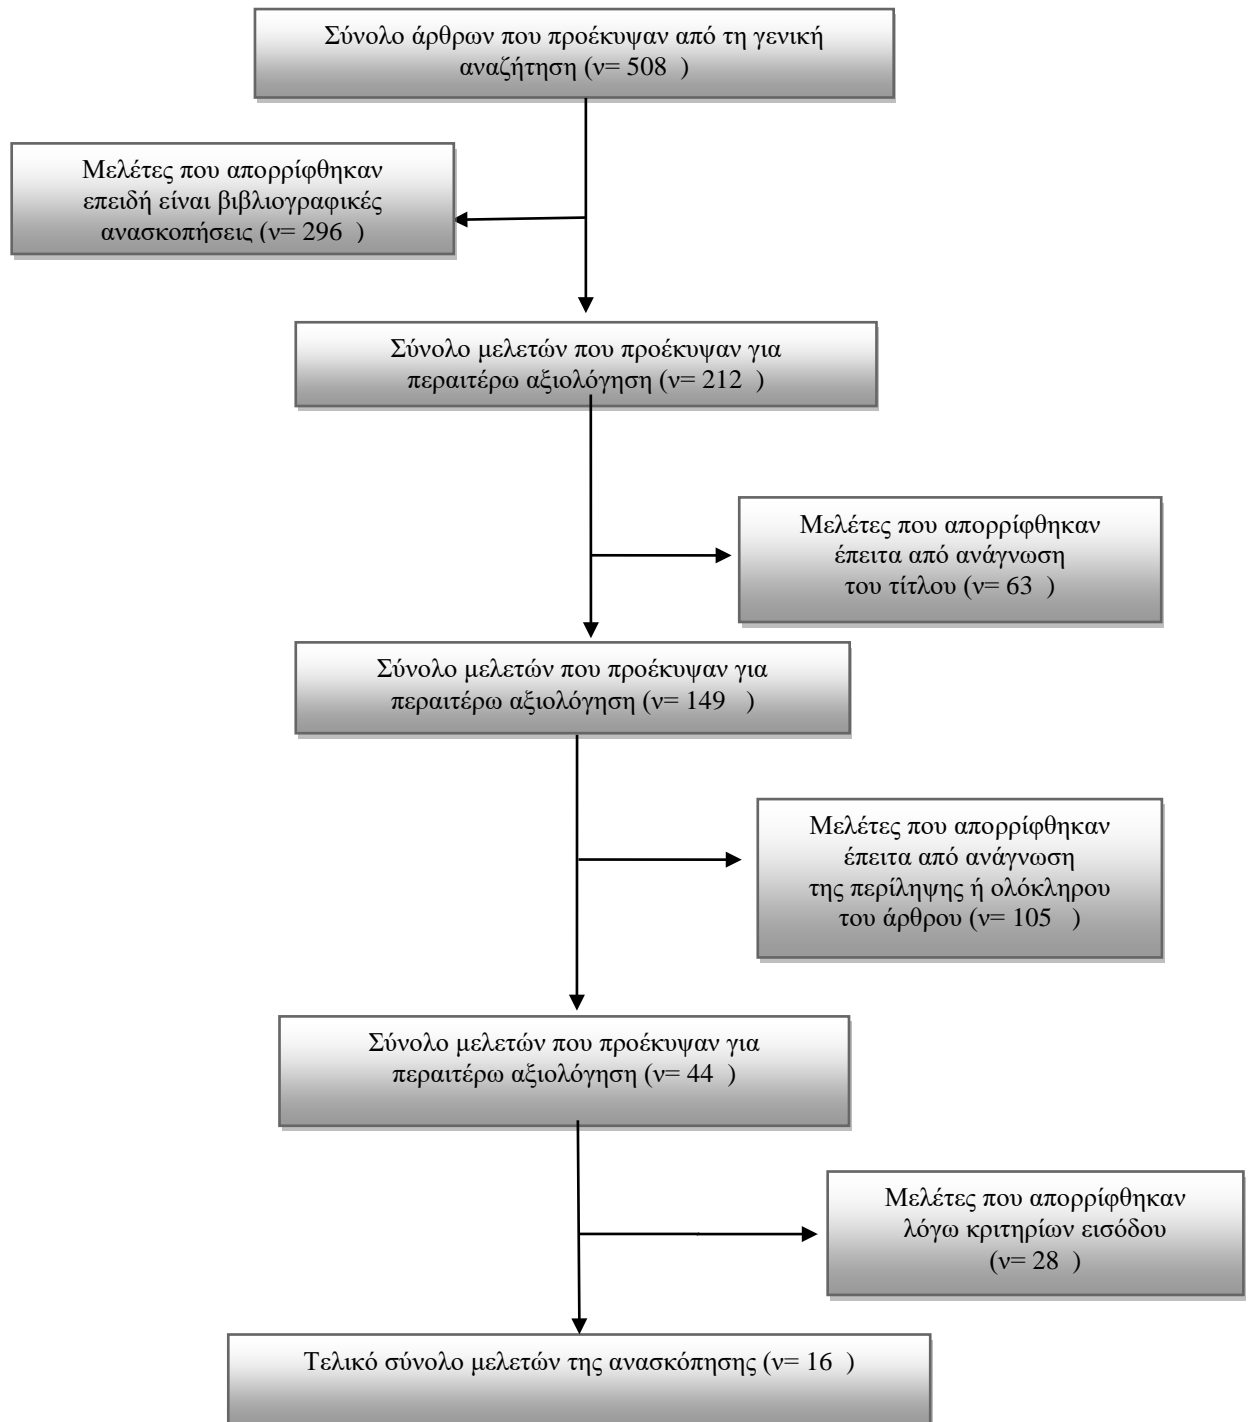 Σύνολο άρθρων που προέκυψαν από τη γενική
αναζήτηση (ν= 508  )
Μελέτες που απορρίφθηκαν
επειδή είναι βιβλιογραφικές
ανασκοπήσεις (ν= 296  )
Σύνολο μελετών που προέκυψαν για
περαιτέρω αξιολόγηση (ν= 212  )
Μελέτες που απορρίφθηκαν
έπειτα από ανάγνωση
του τίτλου (ν= 63  )
Σύνολο μελετών που προέκυψαν για
περαιτέρω αξιολόγηση (ν= 149   )
Μελέτες που απορρίφθηκαν
έπειτα από ανάγνωση
της περίληψης ή ολόκληρου
του άρθρου (ν= 105   )
Σύνολο μελετών που προέκυψαν για
περαιτέρω αξιολόγηση (ν= 44  )
Μελέτες που απορρίφθηκαν
λόγω κριτηρίων εισόδου
(ν= 28  )
Τελικό σύνολο μελετών της ανασκόπησης (ν= 16  )